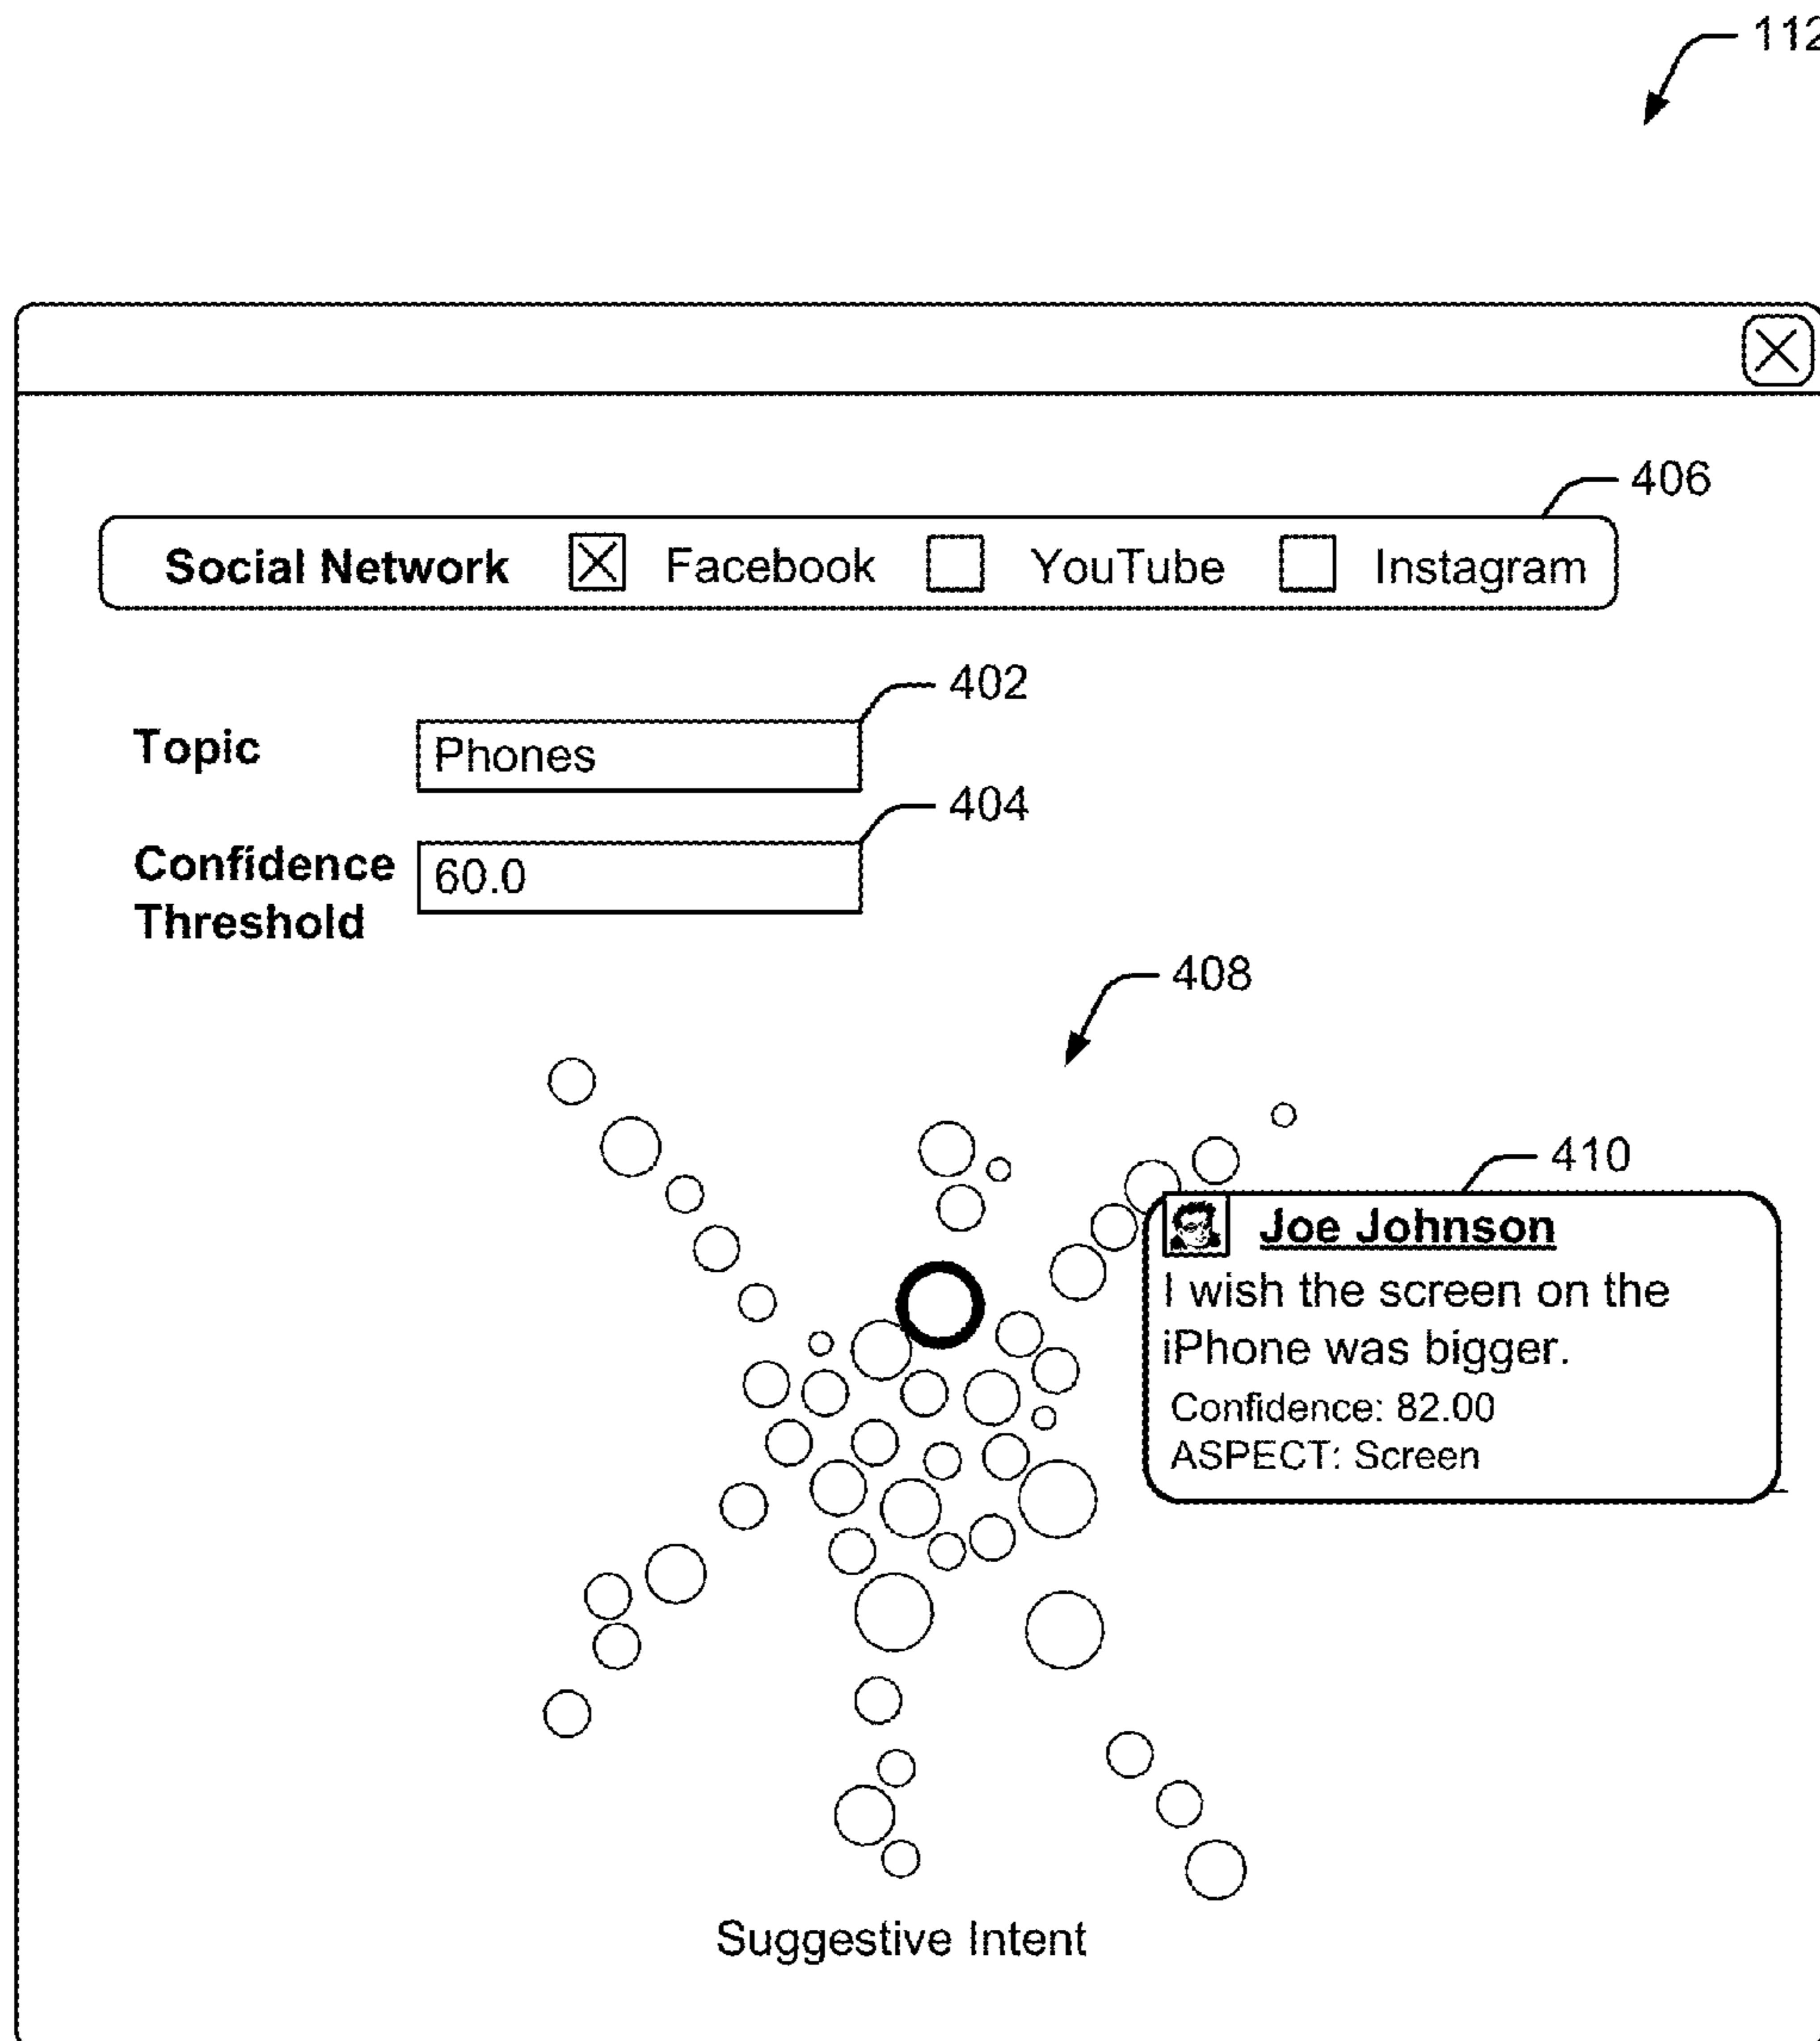 112
406
Social Network Facebook YouTube Instagram
402
Topic Phones
404
Confidence Threshold 60.0
408
410
Joe Johnson
I wish the screen on the
iPhone was bigger.
Confidence: 82.00
ASPECT: Screen
Suggestive Intent